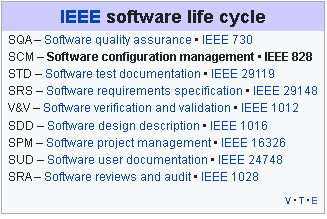 IEEE software life cycle
SQA – Software quality assurance • IEEE 730
SCM – Software configuration management • IEEE 828
STD – Software test documentation • IEEE 29119
SRS – Software requirements specification • IEEE 29148
V&V – Software verification and validation • IEEE 1012
SDD – Software design description • IEEE 1016
SPM – Software project management • IEEE 16326
SUD – Software user documentation • IEEE 24748
SRA – Software reviews and audit • IEEE 1028
V • T • E